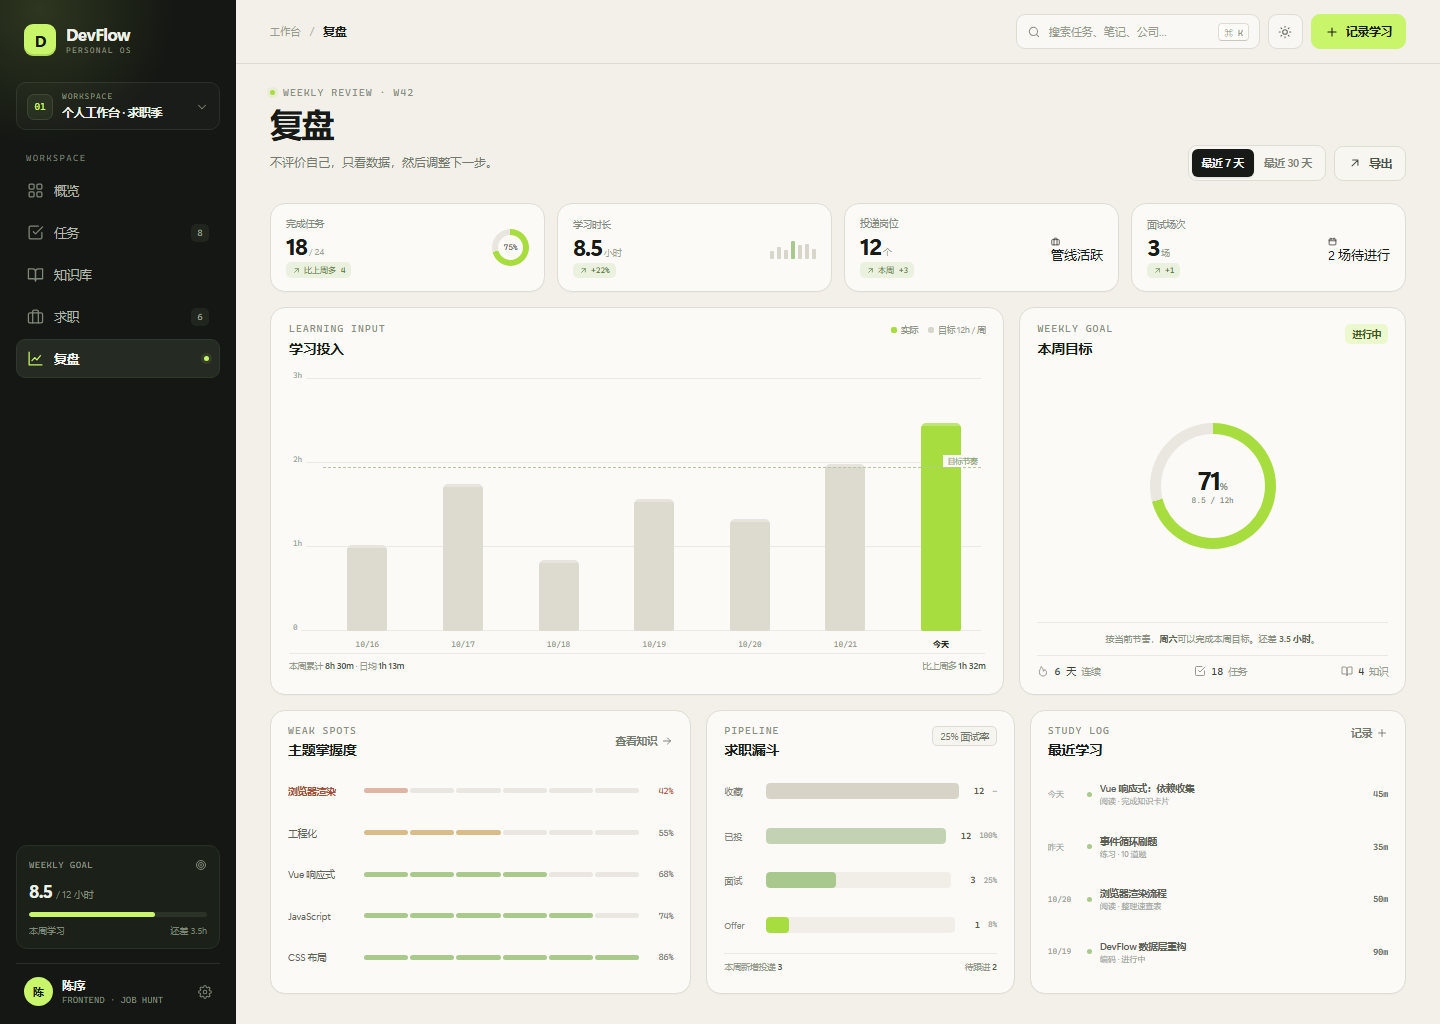 D
DevFlow
PERSONAL OS
01
WORKSPACE
个人工作台 · 求职季
WORKSPACE
概览
任务
8
知识库
求职
6
复盘
WEEKLY GOAL
8.5 / 12 小时
本周学习
还差 3.5h
陈
陈序
FRONTEND · JOB HUNT
工作台 / 复盘
搜索任务、笔记、公司...
⌘ K
+ 记录学习
WEEKLY REVIEW · W42
复盘
不评价自己，只看数据，然后调整下一步。
最近 7 天
最近 30 天
导出
完成任务
18 / 24
比上周多 4
75%
学习时长
8.5 小时
+22%
投递岗位
12 个
本周 +3
管线活跃
面试场次
3 场
+1
2 场待进行
LEARNING INPUT
学习投入
实际
目标 12h / 周
3h
2h
1h
0
目标节奏
10/16
10/17
10/18
10/19
10/20
10/21
今天
本周累计 8h 30m · 日均 1h 13m
比上周多 1h 32m
WEEKLY GOAL
本周目标
进行中
71%
8.5 / 12h
按当前节奏，周六可以完成本周目标。还差 3.5 小时。
6 天 连续
18 任务
4 知识
WEAK SPOTS
主题掌握度
查看知识 →
浏览器渲染
42%
工程化
55%
Vue 响应式
68%
JavaScript
74%
CSS 布局
86%
PIPELINE
求职漏斗
25% 面试率
收藏
12 —
已投
12 100%
面试
3 25%
Offer
1 8%
本周新增投递 3
待跟进 2
STUDY LOG
最近学习
记录 +
今天
Vue 响应式：依赖收集
阅读 · 完成知识卡片
45m
昨天
事件循环刷题
练习 · 10 道题
35m
10/20
浏览器渲染流程
阅读 · 整理速查表
50m
10/19
DevFlow 数据层重构
编码 · 进行中
90m